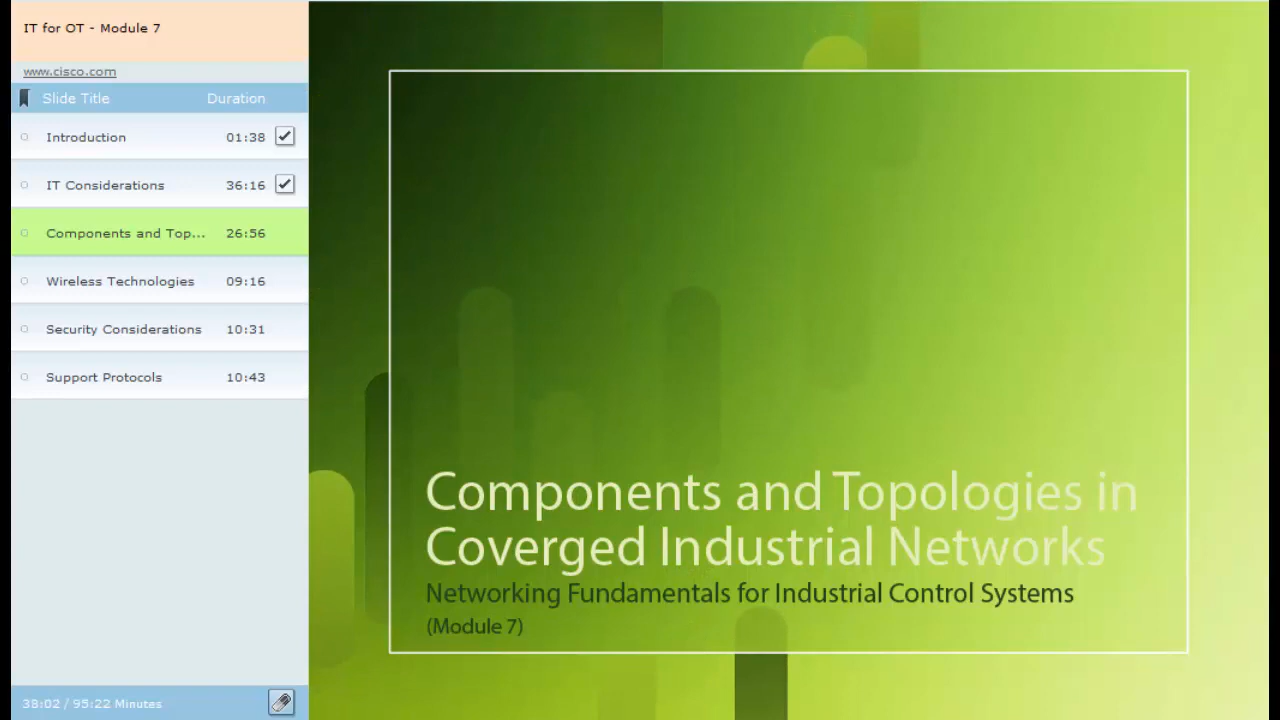 IT for OT - Module 7
www.cisco.com
Slide Title Duration
Introduction 01:38
IT Considerations 36:16
Components and Top... 26:56
Wireless Technologies 09:16
Security Considerations 10:31
Support Protocols 10:43
38:02 / 95:22 Minutes
Components and Topologies in
Coverged Industrial Networks
Networking Fundamentals for Industrial Control Systems
(Module 7)